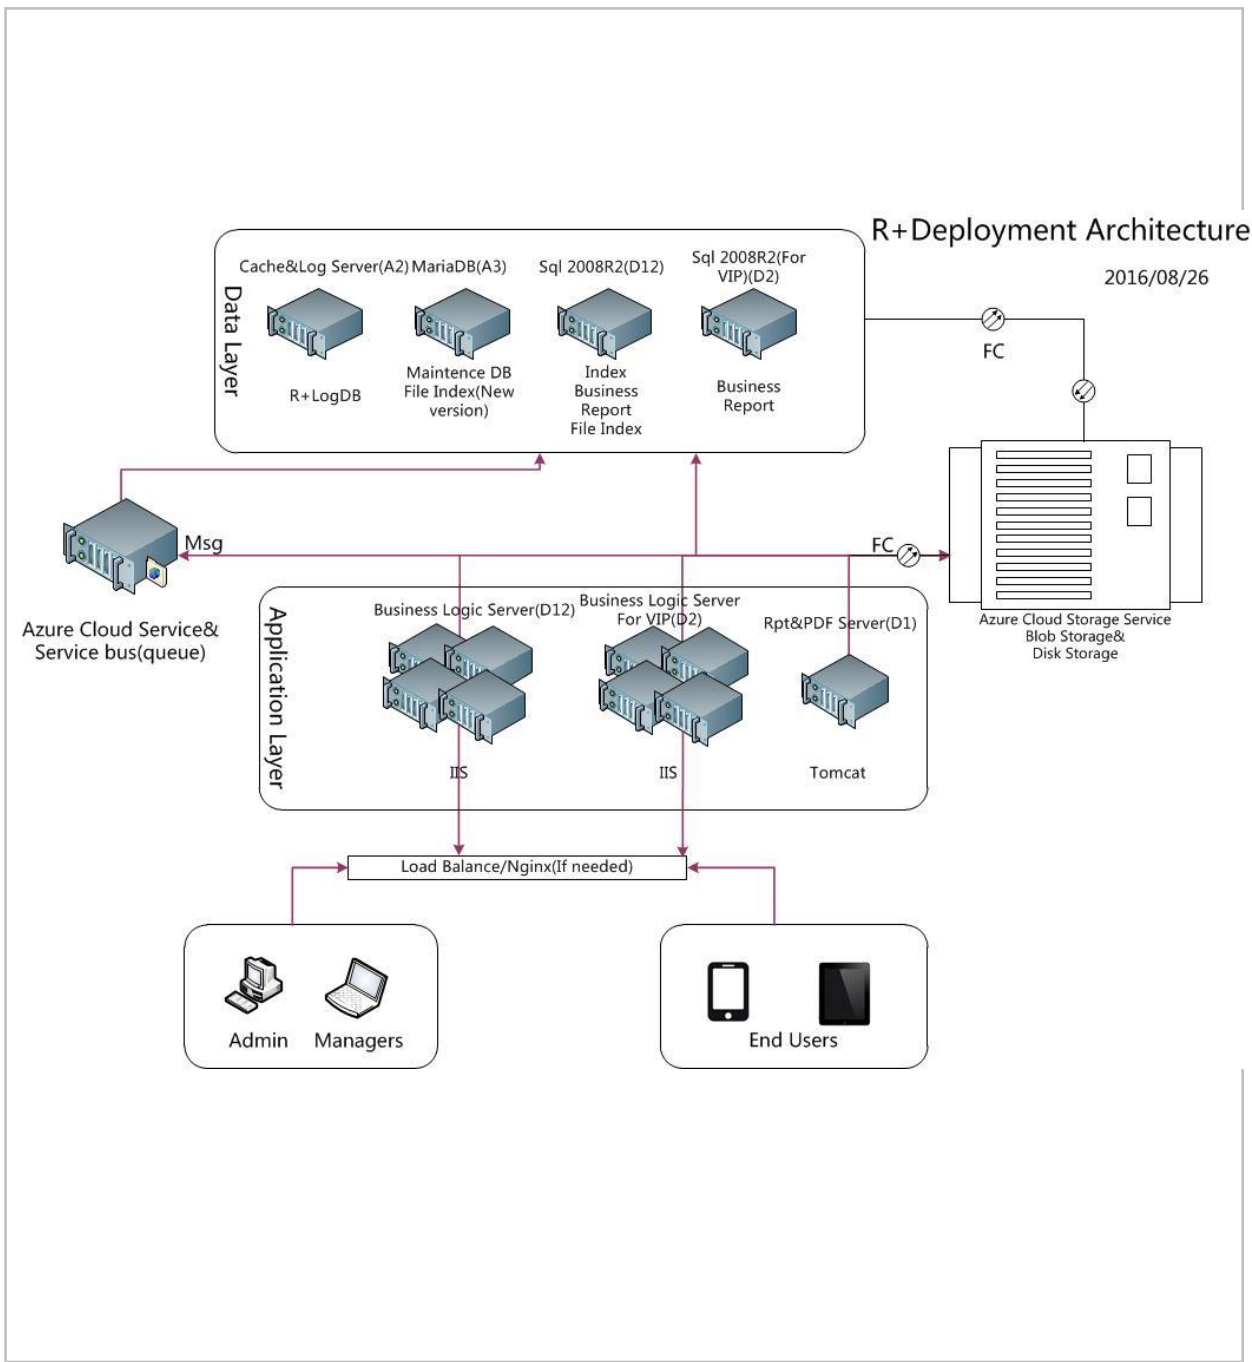 R+Deployment Architecture
2016/08/26
Data Layer
Cache&Log Server(A2)
R+LogDB
MariaDB(A3)
Maintence DB
File Index(New
version)
Sql 2008R2(D12)
Index
Business
Report
File Index
Sql 2008R2(For
VIP)(D2)
Business
Report
FC
Msg
FC
Azure Cloud Service&
Service bus(queue)
Azure Cloud Storage Service
Blob Storage&
Disk Storage
Application Layer
Business Logic Server(D12)
IIS
Business Logic Server
For VIP(D2)
IIS
Rpt&PDF Server(D1)
Tomcat
Load Balance/Nginx(If needed)
Admin
Managers
End Users